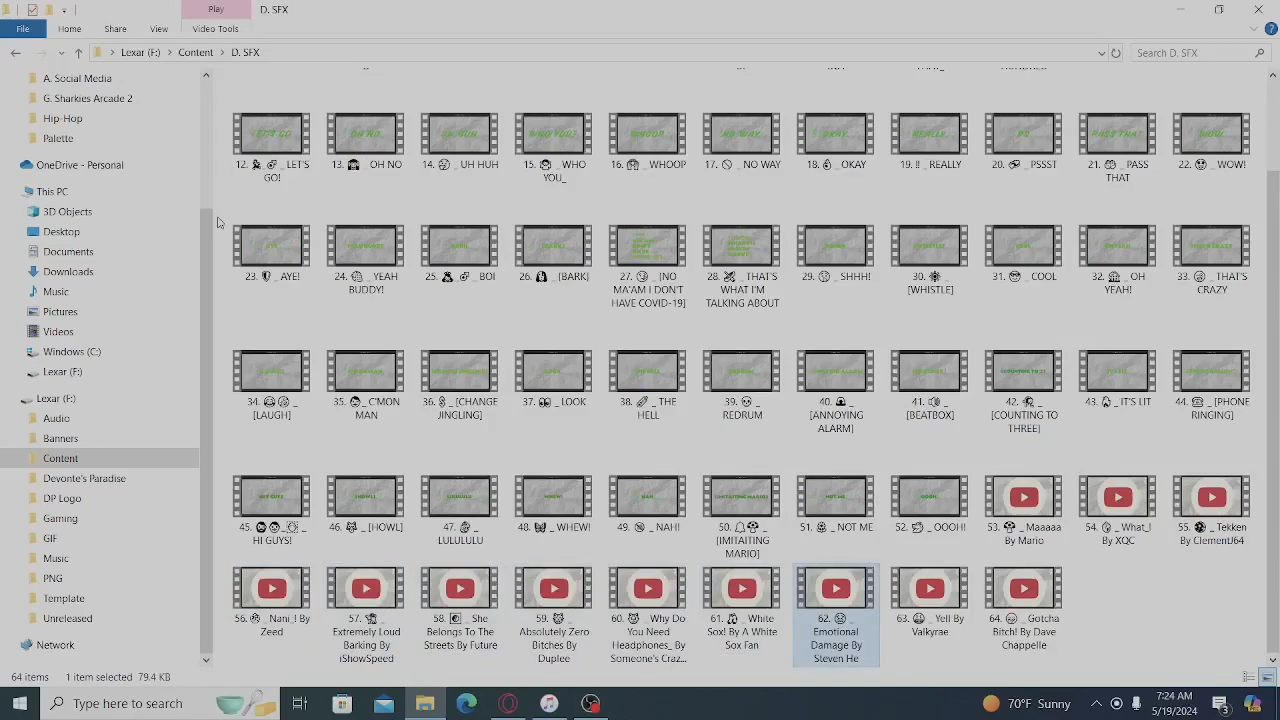 Play
D. SFX
File
Home
Share
View
Video Tools
Lexar (F:)
Content
D. SFX
Search D. SFX
A. Social Media
G. Sharkies Arcade 2
Hip-Hop
Palette
OneDrive - Personal
This PC
3D Objects
Desktop
Documents
Downloads
Music
Pictures
Videos
Windows (C:)
Lexar (F:)
Lexar (F:)
Audio
Banners
Content
Devonte's Paradise
DP Logo
Gaming
GIF
Music
PNG
Template
Unreleased
Network
12. _ LET'S GO!
13. _ OH NO
14. _ UH HUH
15. _ WHO YOU_
16. _ WHOOP
17. _ NO WAY
18. _ OKAY
19. ‼ _ REALLY
20. _ PSSST
21. _ PASS THAT
22. _ WOW!
23. _ AYE!
24. _ YEAH BUDDY!
25. _ BOI
26. _ [BARK]
27. _ [NO MA'AM I DON'T HAVE COVID-19]
28. _ THAT'S WHAT I'M TALKING ABOUT
29. _ SHHH!
30. _ [WHISTLE]
31. _ COOL
32. _ OH YEAH!
33. _ THAT'S CRAZY
34. _ [LAUGH]
35. _ C'MON MAN
36. _ [CHANGE JINGLING]
37. _ LOOK
38. _ THE HELL
39. _ REDRUM
40. _ [ANNOYING ALARM]
41. _ [BEATBOX]
42. _ [COUNTING TO THREE]
43. _ IT'S LIT
44. _ [PHONE RINGING]
45. _ HI GUYS!
46. _ [HOWL]
47. _ LULULULU
48. _ WHEW!
49. _ NAH!
50. _ [IMITAITING MARIO]
51. _ NOT ME
52. _ OOOH!
53. _ Maaaaa By Mario
54. _ What_! By XQC
55. _ Tekken By ClementJ64
56. _ Nani_! By Zeed
57. _ Extremely Loud Barking By iShowSpeed
58. _ She Belongs To The Streets By Future
59. _ Absolutely Zero Bitches By Duplee
60. _ Why Do You Need Headphones_ By Someone's Craz...
61. _ White Sox! By A White Sox Fan
62. _ Emotional Damage By Steven He
63. _ Yell By Valkyrae
64. _ Gotcha Bitch! By Dave Chappelle
64 items
1 item selected 79.4 KB
Type here to search
70°F Sunny
7:24 AM
5/19/2024
3